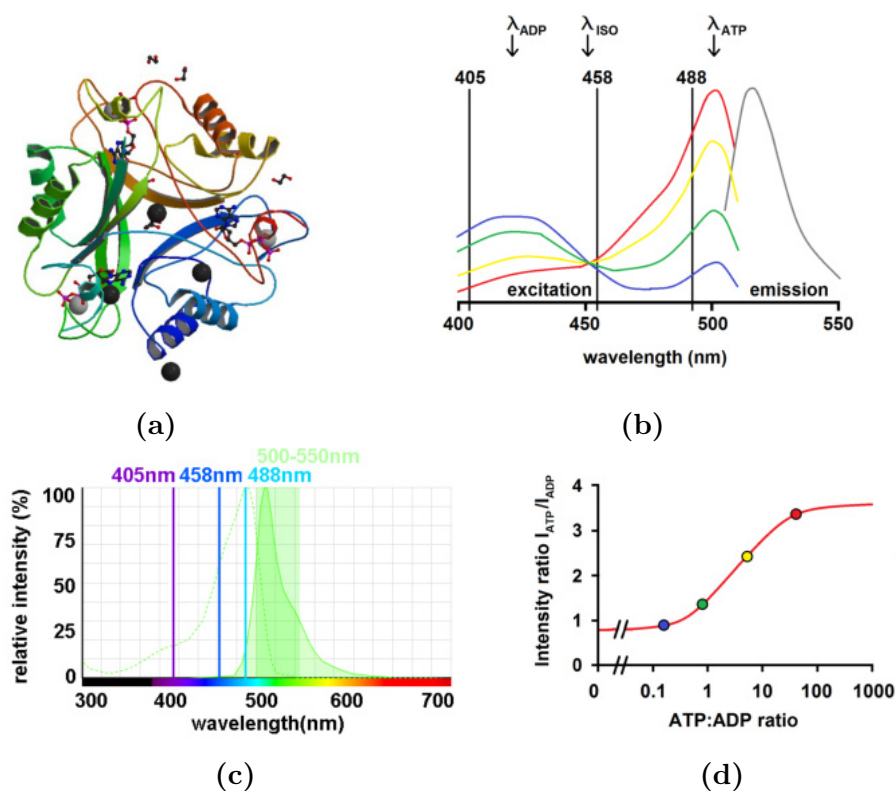 λADP λISO λATP
405 458 488
excitation emission
400 450 500 550
wavelength (nm)
(a) (b)
500-550nm
405nm 458nm 488nm
relative intensity (%)
100
75
50
25
0
300 400 500 600 700
wavelength(nm)
(c)
Intensity ratio IATP/IADP
4
3
2
1
0
0 0.1 1 10 100 1000
ATP:ADP ratio
(d)